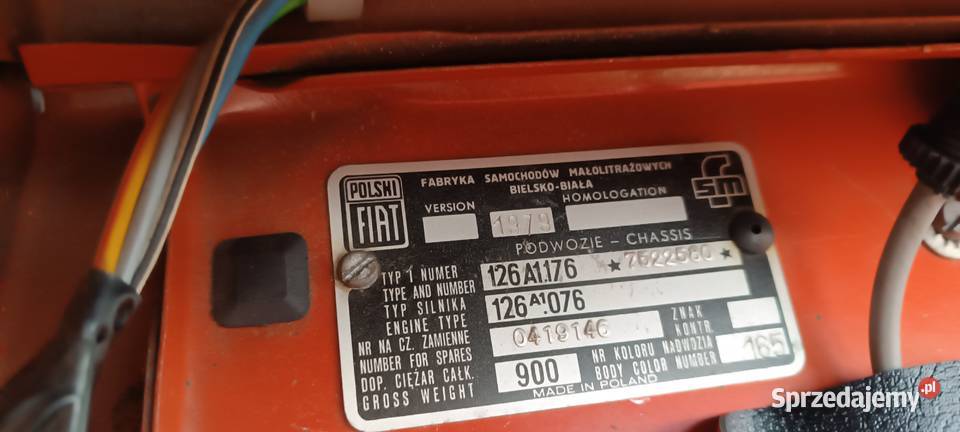 POLSKI
FIAT
FABRYKA SAMOCHODÓW MAŁOLITRAŻOWYCH
BIELSKO-BIAŁA
fsm
VERSION 1979 HOMOLOGATION
PODWOZIE - CHASSIS
TYP I NUMER
TYPE AND NUMBER
126A1.176 *7522560*
TYP SILNIKA
ENGINE TYPE
126A1.076
NR NA CZ. ZAMIENNE
NUMBER FOR SPARES
0419146
ZNAK
KONTR.
DOP. CIĘŻAR CAŁK.
GROSS WEIGHT
900
NR KOLORU NADWOZIA
BODY COLOR NUMBER
165
MADE IN POLAND
Sprzedajemy.pl